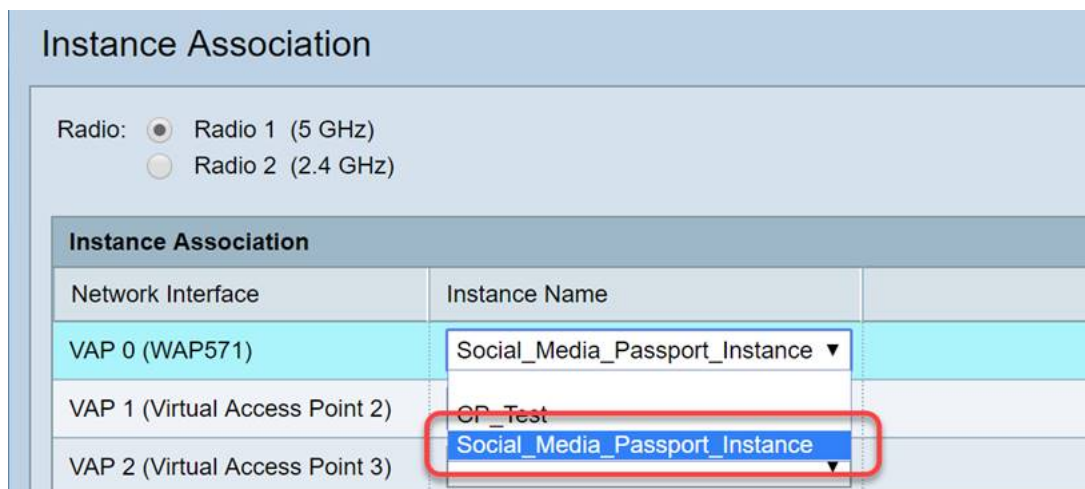 Instance Association
Radio: Radio 1 (5 GHz)
Radio 2 (2.4 GHz)
Instance Association
Network Interface Instance Name
VAP 0 (WAP571) Social_Media_Passport_Instance
VAP 1 (Virtual Access Point 2) CP_Test
Social_Media_Passport_Instance
VAP 2 (Virtual Access Point 3)